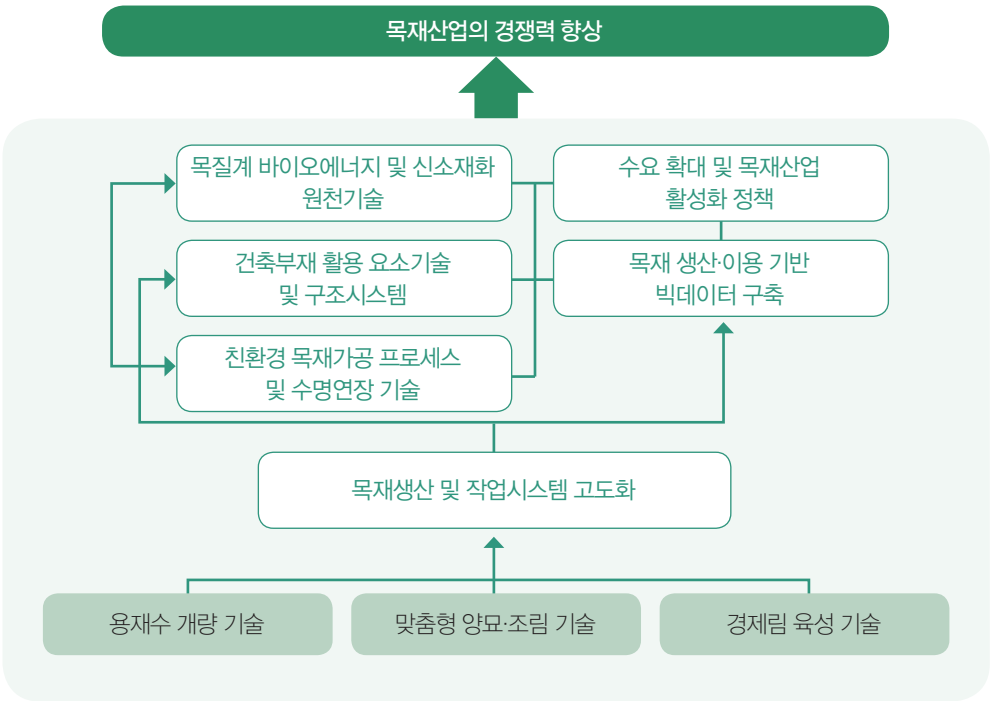 목재산업의 경쟁력 향상
목질계 바이오에너지 및 신소재화
원천기술
수요 확대 및 목재산업
활성화 정책
건축부재 활용 요소기술
및 구조시스템
목재 생산·이용 기반
빅데이터 구축
친환경 목재가공 프로세스
및 수명연장 기술
목재생산 및 작업시스템 고도화
용재수 개량 기술
맞춤형 양묘·조림 기술
경제림 육성 기술